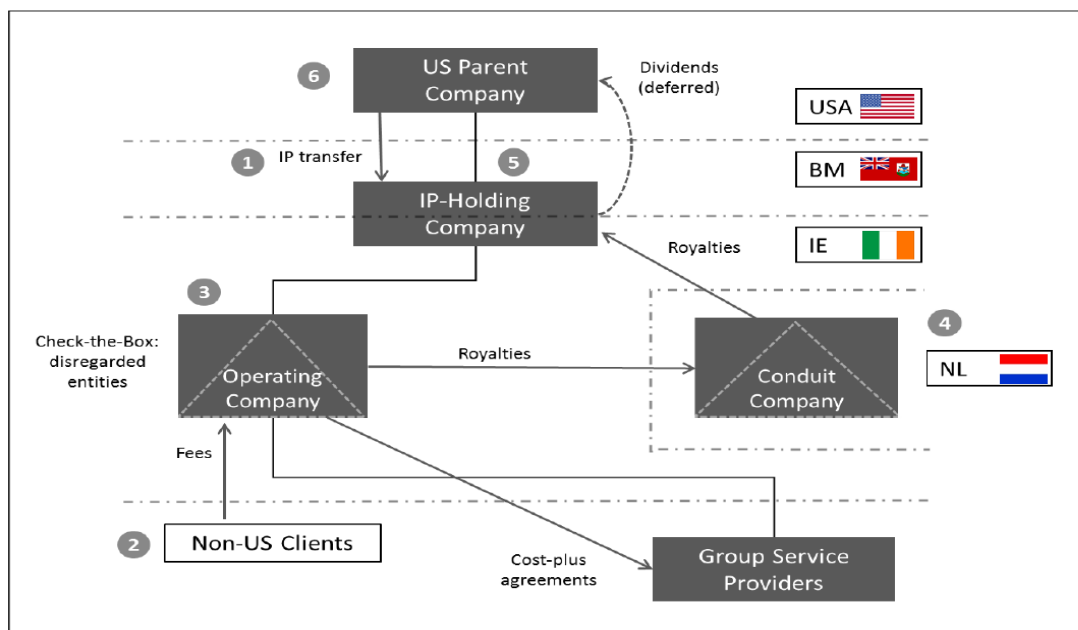 6
US Parent
Company
Dividends
(deferred)
USA
1
IP transfer
5
BM
IP-Holding
Company
Royalties
IE
3
4
Check-the-Box:
disregarded
entities
Operating
Company
Royalties
Conduit
Company
NL
Fees
2
Non-US Clients
Cost-plus
agreements
Group Service
Providers